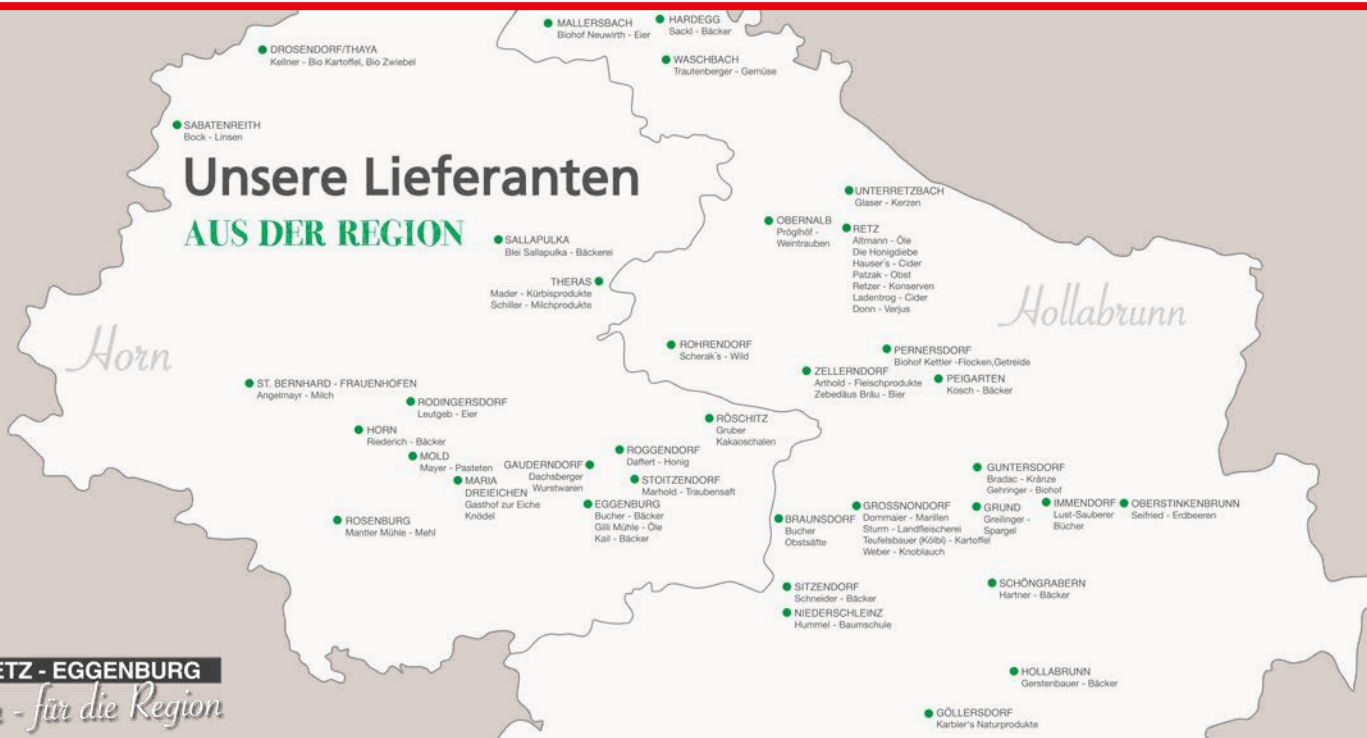 MALLERSBACH
Biohof Neuwirth - Eier
HARDEGG
Sackl - Bäcker
DROSENDORF/THAYA
Kellner - Bio Kartoffel, Bio Zwiebel
WASCHBACH
Trautenberger - Gemüse
SABATENREITH
Bock - Linsen
Unsere Lieferanten
AUS DER REGION
UNTERRETZBACH
Glaser - Kerzen
OBERNALB
Pröglhöf -
Weintrauben
RETZ
Altmann - Öle
Die Honigdiebe
Hauser´s - Cider
Patzak - Obst
Retzer - Konserven
Ladentrog - Cider
Donn - Verjus
SALLAPULKA
Blei Sallapulka - Bäckerei
THERAS
Mader - Kürbisprodukte
Schiller - Milchprodukte
Horn
Hollabrunn
ROHRENDORF
Scherak´s - Wild
PERNERSDORF
Biohof Kettler -Flocken,Getreide
ZELLERNDORF
Arthold - Fleischprodukte
Zebedäus Bräu - Bier
PEIGARTEN
Kosch - Bäcker
ST. BERNHARD - FRAUENHOFEN
Angelmayr - Milch
RODINGERSDORF
Leutgeb - Eier
RÖSCHITZ
Gruber
Kakaoschalen
HORN
Riederich - Bäcker
MOLD
Mayer - Pasteten
GAUDERNDORF
Dachsberger
Wurstwaren
ROGGENDORF
Daffert - Honig
STOITZENDORF
Marhold - Traubensaft
MARIA
DREIEICHEN
Gasthof zur Eiche
Knödel
EGGENBURG
Bucher - Bäcker
Gilli Mühle - Öle
Kail - Bäcker
ROSENBURG
Mantler Mühle - Mehl
GUNTERSDORF
Bradac - Kränze
Gehringer - Biohof
BRAUNSDORF
Bucher
Obstsäfte
GROSSNONDORF
Dommaier - Marillen
Sturm - Landfleischerei
Teufelsbauer (Kölbl) - Kartoffel
Weber - Knoblauch
GRUND
Greilinger -
Spargel
IMMENDORF
Lust-Sauberer
Bücher
OBERSTINKENBRUNN
Seifried - Erdbeeren
SITZENDORF
Schneider - Bäcker
NIEDERSCHLEINZ
Hummel - Baumschule
SCHÖNGRABERN
Hartner - Bäcker
HOLLABRUNN
Gerstenbauer - Bäcker
GÖLLERSDORF
Karbler's Naturprodukte
ETZ - EGGENBURG
- für die Region